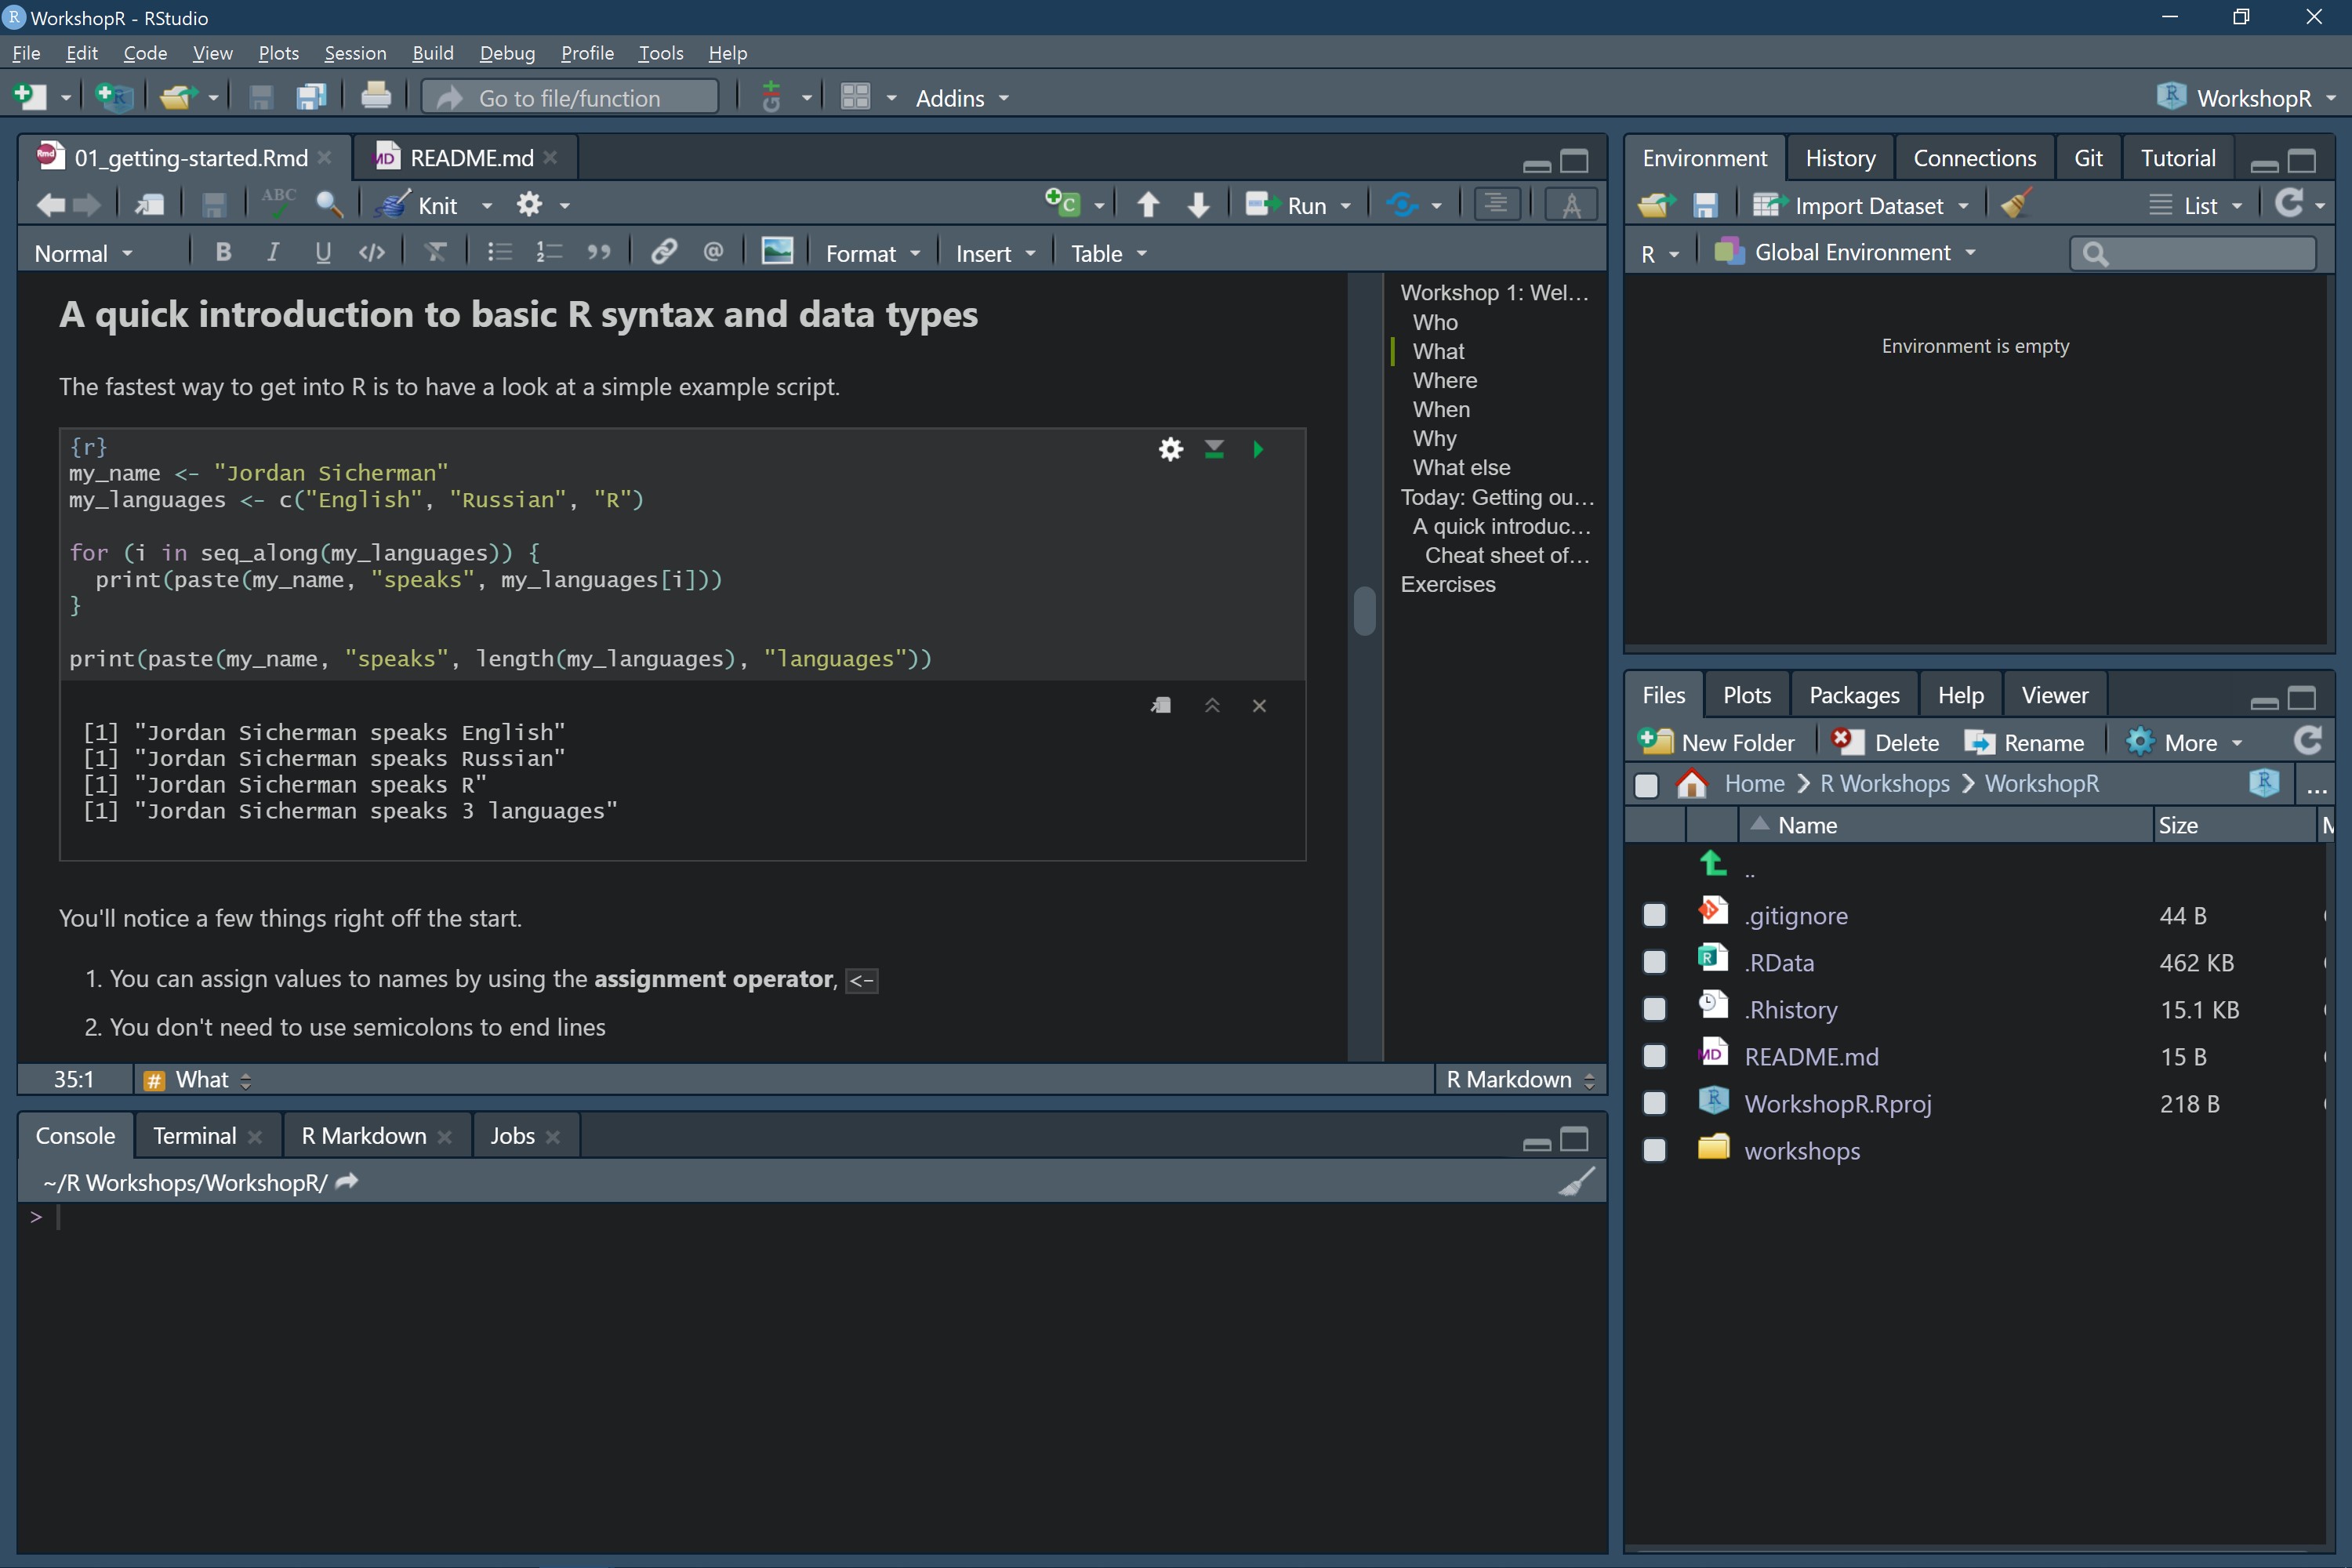 WorkshopR - RStudio
File Edit Code View Plots Session Build Debug Profile Tools Help
Go to file/function Addins WorkshopR
01_getting-started.Rmd README.md
ABC Knit Run
Normal B I U </> @ Format Insert Table
A quick introduction to basic R syntax and data types
The fastest way to get into R is to have a look at a simple example script.
{r}
my_name <- "Jordan Sicherman"
my_languages <- c("English", "Russian", "R")
for (i in seq_along(my_languages)) {
print(paste(my_name, "speaks", my_languages[i]))
}
print(paste(my_name, "speaks", length(my_languages), "languages"))
[1] "Jordan Sicherman speaks English"
[1] "Jordan Sicherman speaks Russian"
[1] "Jordan Sicherman speaks R"
[1] "Jordan Sicherman speaks 3 languages"
You'll notice a few things right off the start.
1. You can assign values to names by using the assignment operator, <-
2. You don't need to use semicolons to end lines
Workshop 1: Wel...
Who
What
Where
When
Why
What else
Today: Getting ou...
A quick introduc...
Cheat sheet of...
Exercises
35:1 # What R Markdown
Console Terminal R Markdown Jobs
~/R Workshops/WorkshopR/
>
Environment History Connections Git Tutorial
Import Dataset List
R Global Environment
Environment is empty
Files Plots Packages Help Viewer
New Folder Delete Rename More
Home R Workshops WorkshopR ...
Name Size
..
.gitignore 44 B
.RData 462 KB
.Rhistory 15.1 KB
README.md 15 B
WorkshopR.Rproj 218 B
workshops